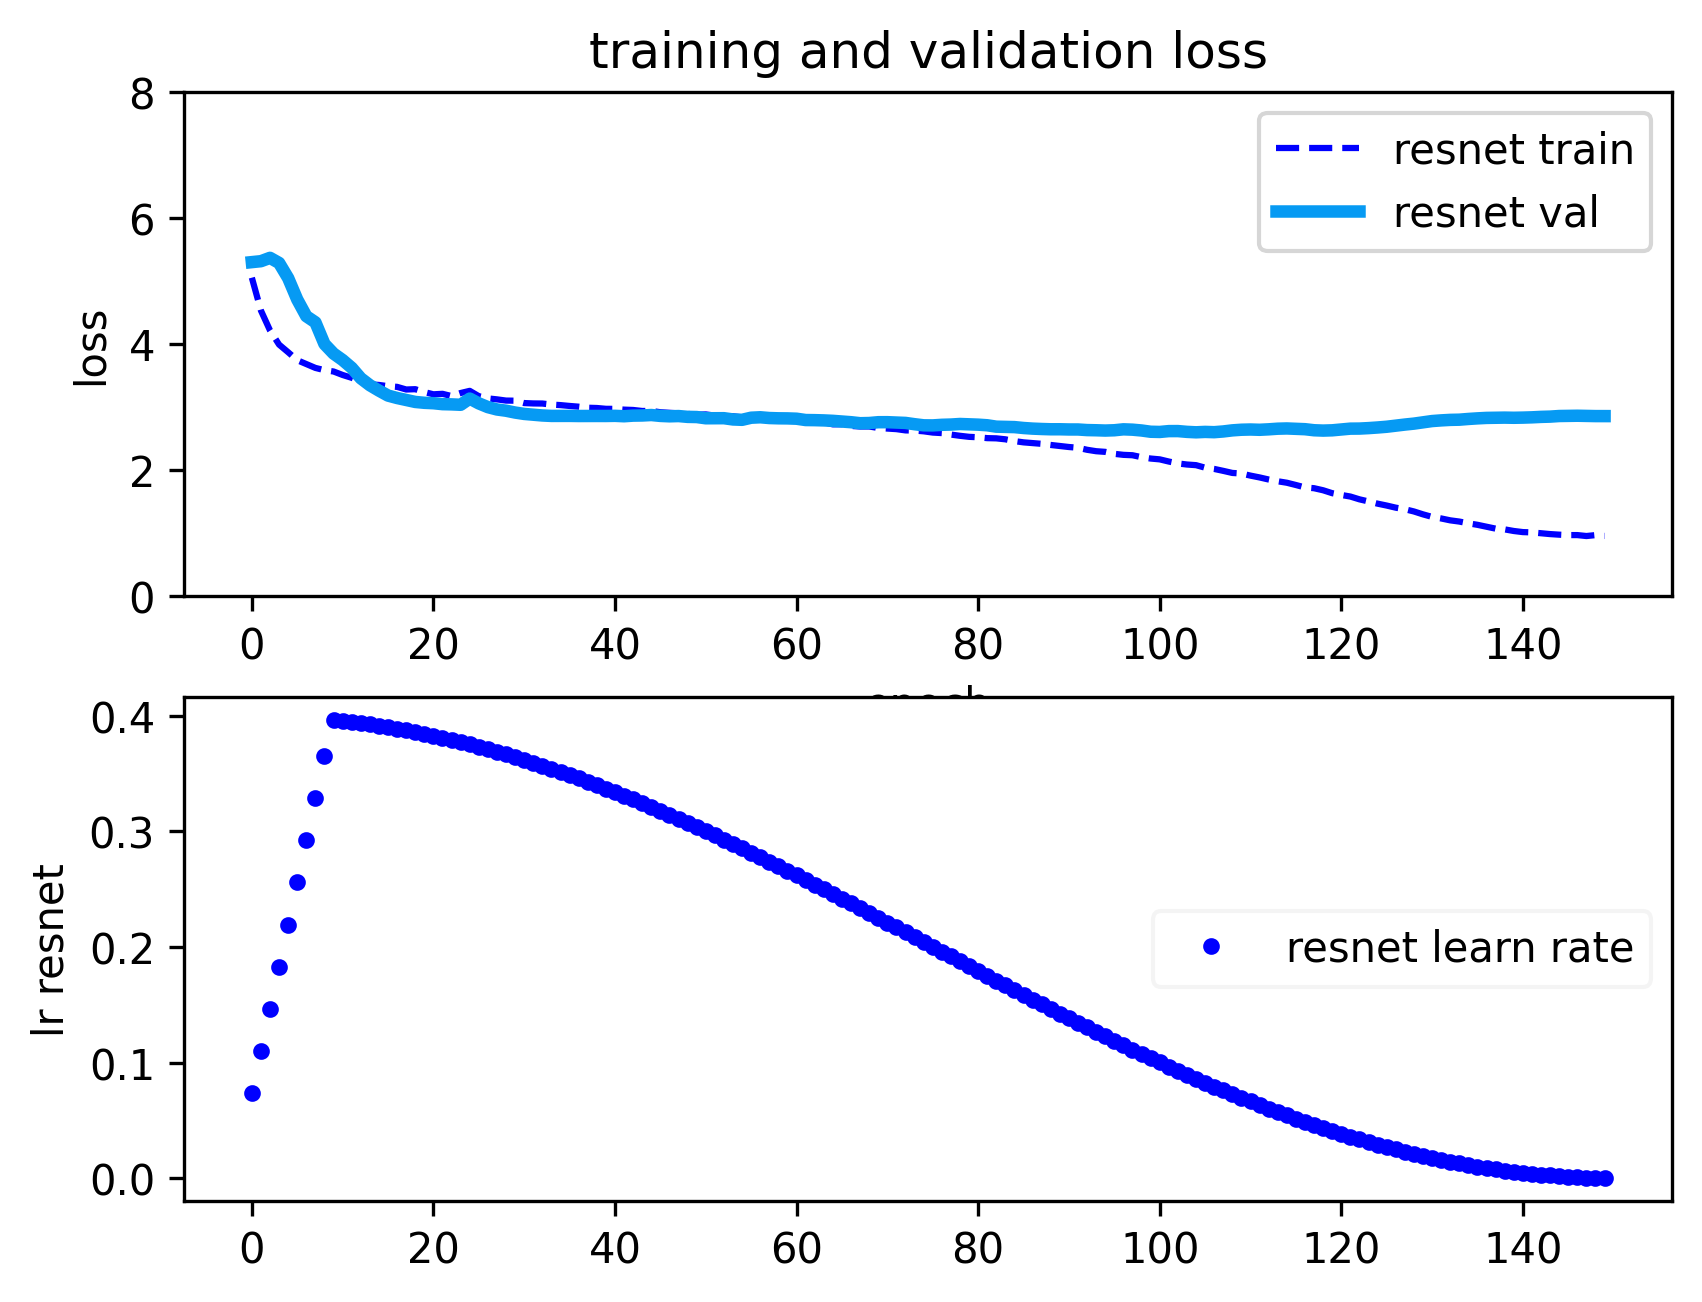 training and validation loss
8
6
4
2
0
loss
resnet train
resnet val
0 20 40 60 80 100 120 140
0.4
0.3
0.2
0.1
0.0
lr resnet
resnet learn rate
0 20 40 60 80 100 120 140